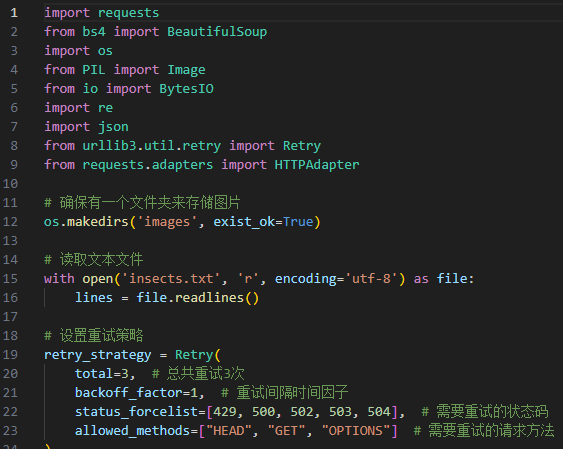 1 import requests
2 from bs4 import BeautifulSoup
3 import os
4 from PIL import Image
5 from io import BytesIO
6 import re
7 import json
8 from urllib3.util.retry import Retry
9 from requests.adapters import HTTPAdapter
10
11 # 确保有一个文件夹来存储图片
12 os.makedirs('images', exist_ok=True)
13
14 # 读取文本文件
15 with open('insects.txt', 'r', encoding='utf-8') as file:
16     lines = file.readlines()
17
18 # 设置重试策略
19 retry_strategy = Retry(
20     total=3,  # 总共重试3次
21     backoff_factor=1,  # 重试间隔时间因子
22     status_forcelist=[429, 500, 502, 503, 504],  # 需要重试的状态码
23     allowed_methods=["HEAD", "GET", "OPTIONS"]  # 需要重试的请求方法
24 )